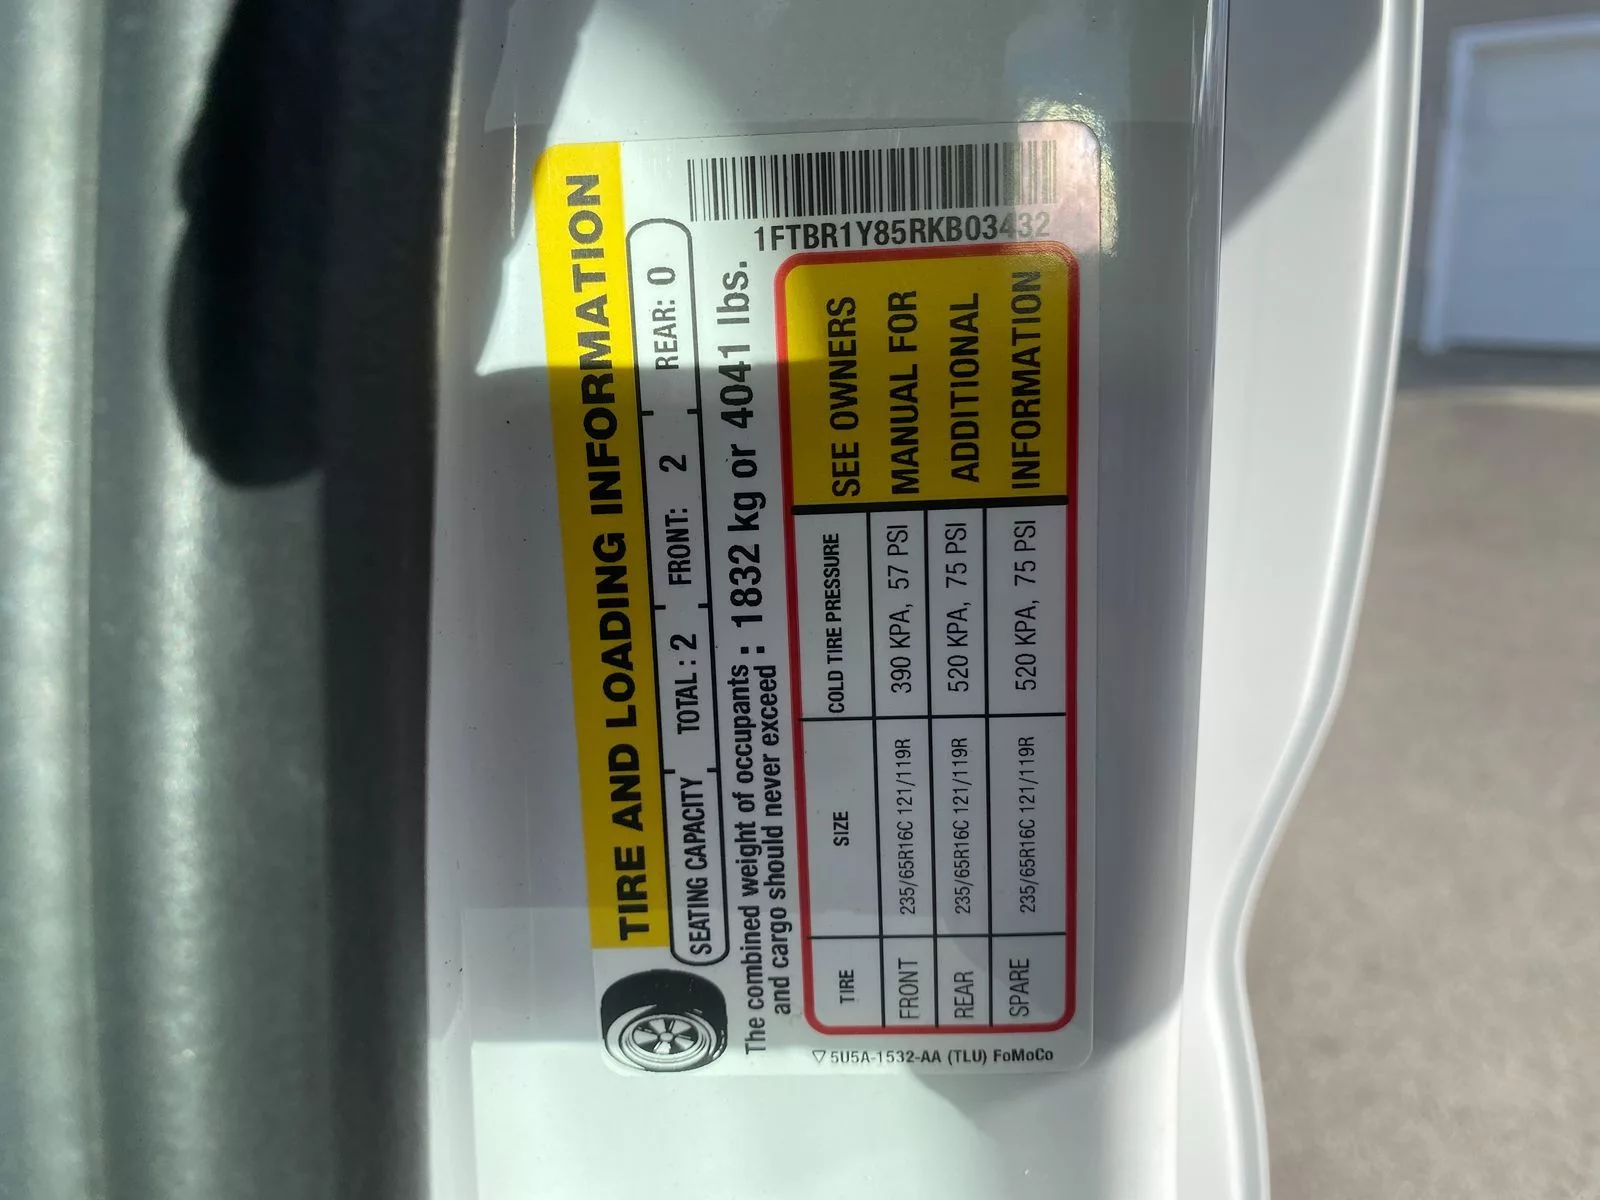 TIRE AND LOADING INFORMATION
SEATING CAPACITY TOTAL : 2 FRONT: 2 REAR: 0
The combined weight of occupants and cargo should never exceed : 1832 kg or 4041 lbs.
1FTBR1Y85RKB03432
TIRE SIZE COLD TIRE PRESSURE
FRONT 235/65R16C 121/119R 390 KPA, 57 PSI
REAR 235/65R16C 121/119R 520 KPA, 75 PSI
SPARE 235/65R16C 121/119R 520 KPA, 75 PSI
SEE OWNERS
MANUAL FOR
ADDITIONAL
INFORMATION
▽5U5A-1532-AA (TLU) FoMoCo